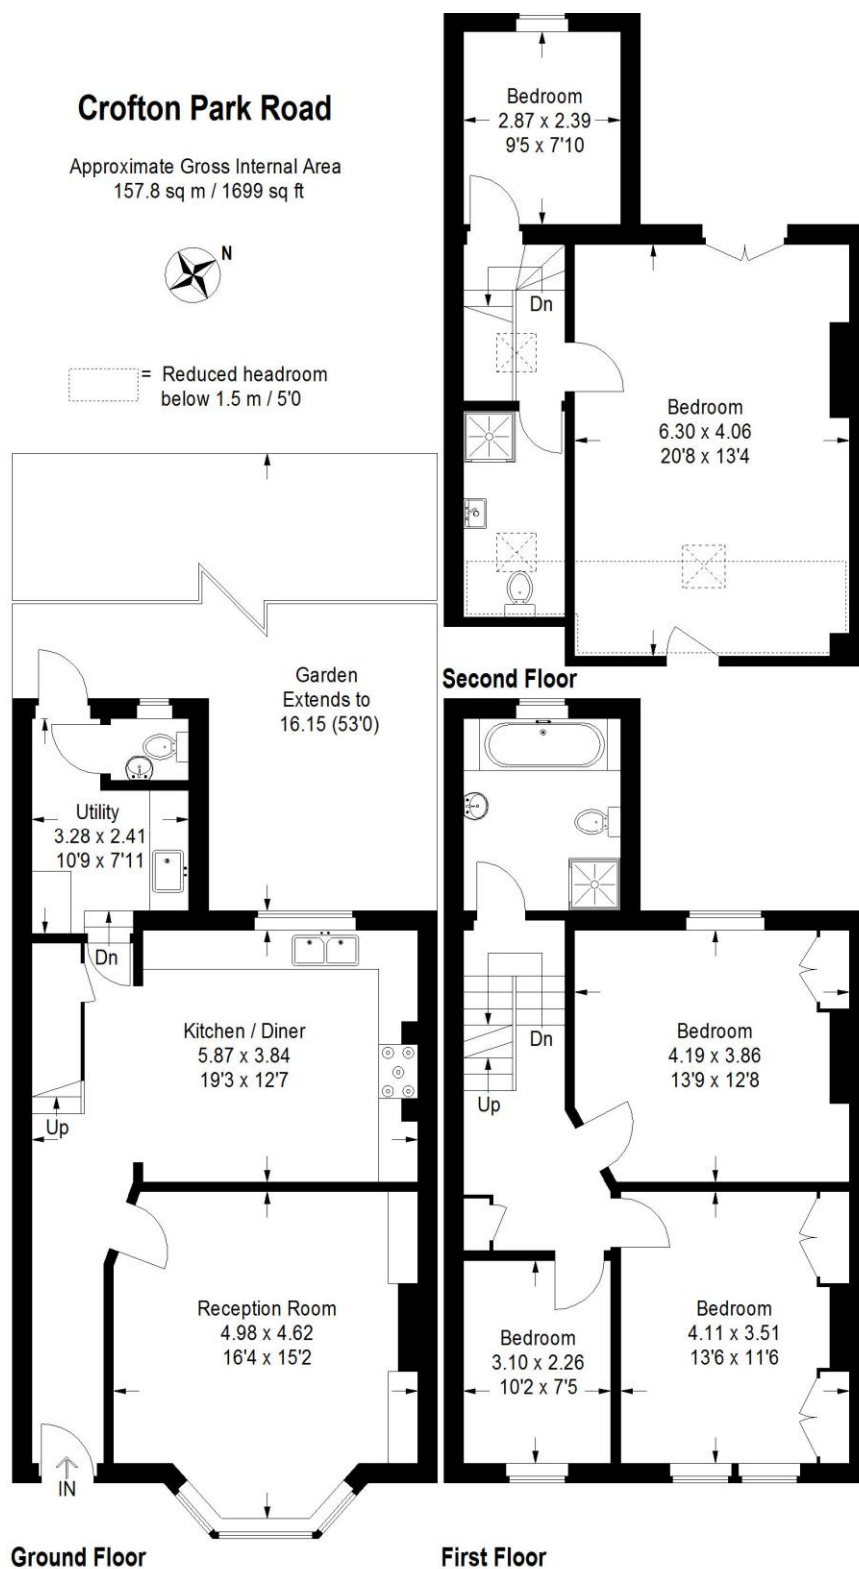 Crofton Park Road
Approximate Gross Internal Area
157.8 sq m / 1699 sq ft
N
= Reduced headroom
below 1.5 m / 5'0
Bedroom
2.87 x 2.39
9'5 x 7'10
Dn
Bedroom
6.30 x 4.06
20'8 x 13'4
Second Floor
Garden
Extends to
16.15 (53'0)
Utility
3.28 x 2.41
10'9 x 7'11
Dn
Kitchen / Diner
5.87 x 3.84
19'3 x 12'7
Up
Reception Room
4.98 x 4.62
16'4 x 15'2
IN
Ground Floor
Dn
Up
Bedroom
4.19 x 3.86
13'9 x 12'8
Bedroom
3.10 x 2.26
10'2 x 7'5
Bedroom
4.11 x 3.51
13'6 x 11'6
First Floor